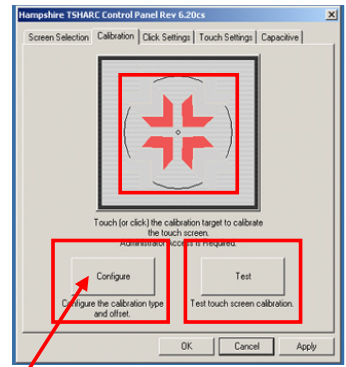 Hampshire TSHARC Control Panel Rev 6.20cs
Screen Selection Calibration Click Settings Touch Settings Capacitive
Touch (or click) the calibration target to calibrate
the touch screen.
Administrator Access is Required.
Configure Test
Configure the calibration type Test touch screen calibration.
and offset.
OK Cancel Apply